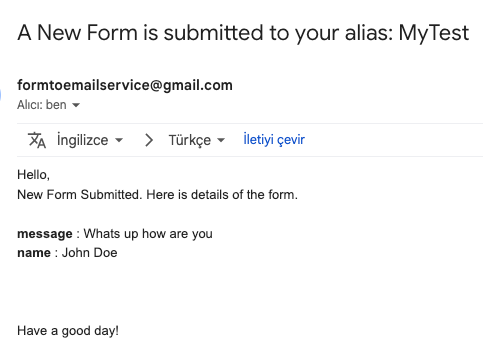 A New Form is submitted to your alias: MyTest
formtoemailservice@gmail.com
Alıcı: ben
İngilizce > Türkçe İletiyi çevir
Hello,
New Form Submitted. Here is details of the form.
message : Whats up how are you
name : John Doe
Have a good day!